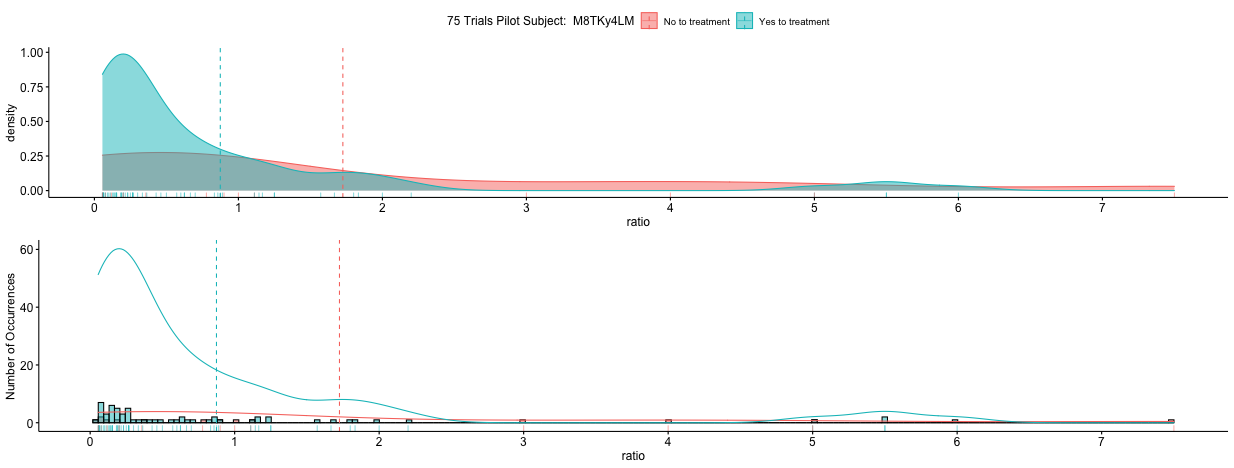 75 Trials Pilot Subject: M8TKy4LM No to treatment Yes to treatment
1.00
0.75
0.50
0.25
0.00
density
0 1 2 3 4 5 6 7
ratio
60
40
20
0
Number of Occurrences
0 1 2 3 4 5 6 7
ratio